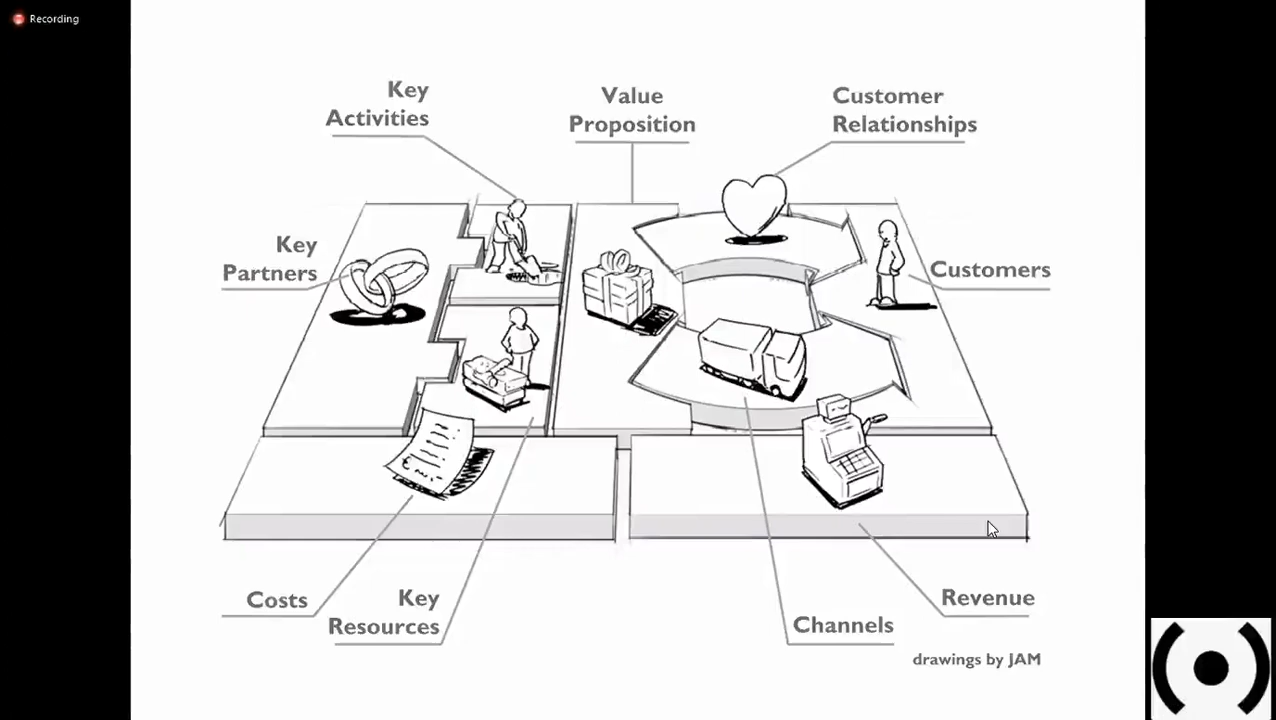 Recording
Key
Activities
Value
Proposition
Customer
Relationships
Key
Partners
Customers
Costs
Key
Resources
Channels
Revenue
drawings by JAM